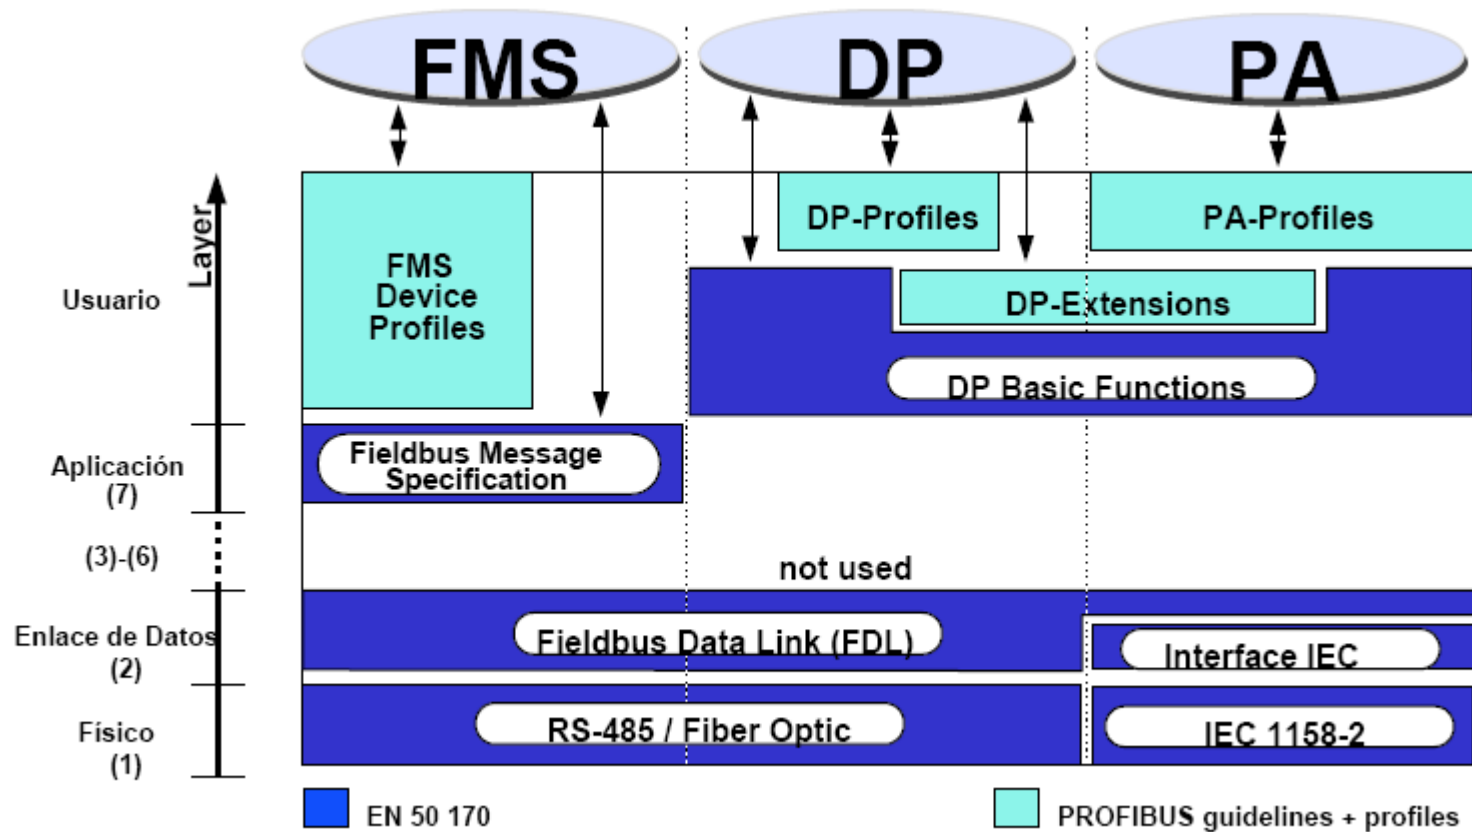 FMS
DP
PA
Layer
DP-Profiles
PA-Profiles
FMS
Device
Profiles
Usuario
DP-Extensions
DP Basic Functions
Fieldbus Message
Specification
Aplicación
(7)
(3)-(6)
not used
Enlace de Datos
(2)
Fieldbus Data Link (FDL)
Interface IEC
Físico
(1)
RS-485 / Fiber Optic
IEC 1158-2
EN 50 170
PROFIBUS guidelines + profiles